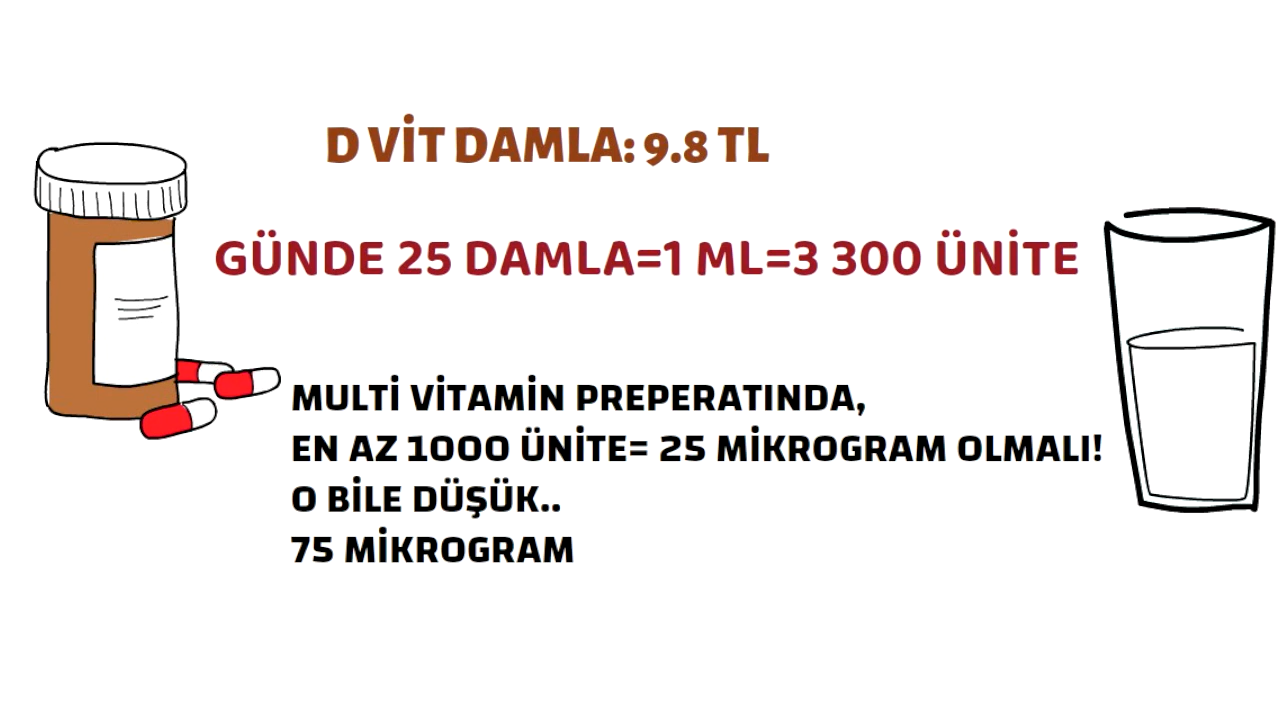 D VİT DAMLA: 9.8 TL
GÜNDE 25 DAMLA=1 ML=3 300 ÜNİTE
MULTİ VİTAMİN PREPERATINDA,
EN AZ 1000 ÜNİTE= 25 MİKROGRAM OLMALI!
O BİLE DÜŞÜK..
75 MİKROGRAM